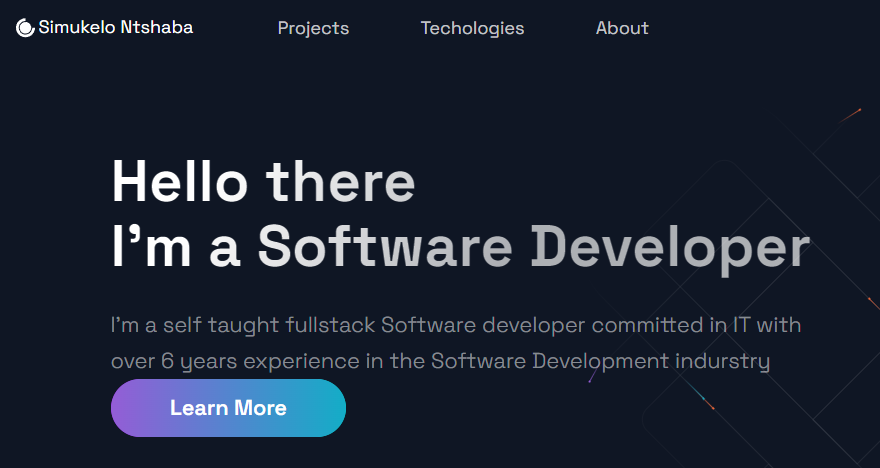 Simukelo Ntshaba
Projects
Techologies
About
Hello there
I'm a Software Developer
I'm a self taught fullstack Software developer committed in IT with
over 6 years experience in the Software Development indurstry
Learn More